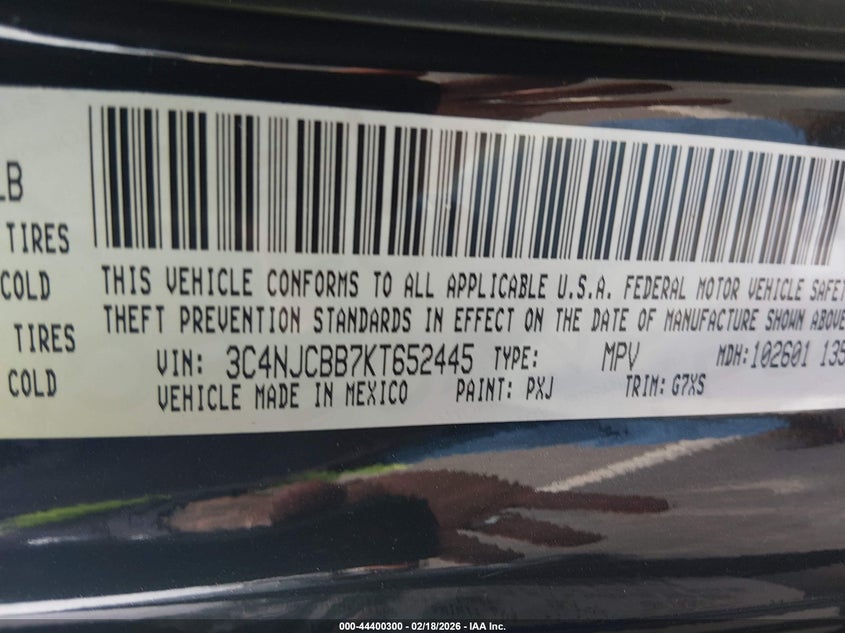 LB
TIRES
COLD
TIRES
COLD
THIS VEHICLE CONFORMS TO ALL APPLICABLE U.S.A. FEDERAL MOTOR VEHICLE SAFET
THEFT PREVENTION STANDARDS IN EFFECT ON THE DATE OF MANUFACTURE SHOWN ABOVE
VIN: 3C4NJCBB7KT652445 TYPE: MPV MDH: 102601 135
VEHICLE MADE IN MEXICO PAINT: PXJ TRIM: G7XS
000-44400300 - 02/18/2026 - IAA Inc.